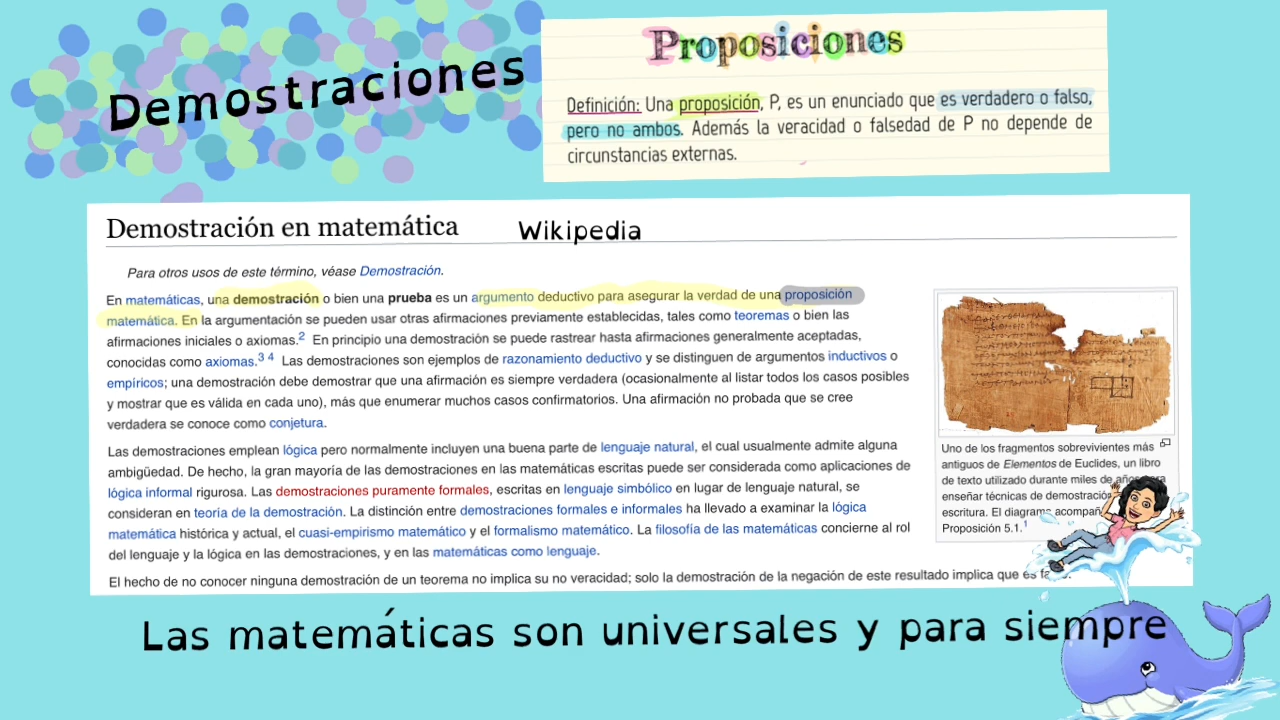 Demostraciones
Proposiciones
Definición: Una proposición, P, es un enunciado que es verdadero o falso,
pero no ambos. Además la veracidad o falsedad de P no depende de
circunstancias externas.
Demostración en matemática
Wikipedia
Para otros usos de este término, véase Demostración.
En matemáticas, una demostración o bien una prueba es un argumento deductivo para asegurar la verdad de una proposición
matemática. En la argumentación se pueden usar otras afirmaciones previamente establecidas, tales como teoremas o bien las
afirmaciones iniciales o axiomas.2 En principio una demostración se puede rastrear hasta afirmaciones generalmente aceptadas,
conocidas como axiomas.3 4 Las demostraciones son ejemplos de razonamiento deductivo y se distinguen de argumentos inductivos o
empíricos; una demostración debe demostrar que una afirmación es siempre verdadera (ocasionalmente al listar todos los casos posibles
y mostrar que es válida en cada uno), más que enumerar muchos casos confirmatorios. Una afirmación no probada que se cree
verdadera se conoce como conjetura.
Las demostraciones emplean lógica pero normalmente incluyen una buena parte de lenguaje natural, el cual usualmente admite alguna
ambigüedad. De hecho, la gran mayoría de las demostraciones en las matemáticas escritas puede ser considerada como aplicaciones de
lógica informal rigurosa. Las demostraciones puramente formales, escritas en lenguaje simbólico en lugar de lenguaje natural, se
consideran en teoría de la demostración. La distinción entre demostraciones formales e informales ha llevado a examinar la lógica
matemática histórica y actual, el cuasi-empirismo matemático y el formalismo matemático. La filosofía de las matemáticas concierne al rol
del lenguaje y la lógica en las demostraciones, y en las matemáticas como lenguaje.
El hecho de no conocer ninguna demostración de un teorema no implica su no veracidad; solo la demostración de la negación de este resultado implica que es
Uno de los fragmentos sobrevivientes más
antiguos de Elementos de Euclides, un libro
de texto utilizado durante miles de años
enseñar técnicas de demostración
escritura. El diagrama
Proposición 5.1.1
Las matemáticas son universales y para siempre